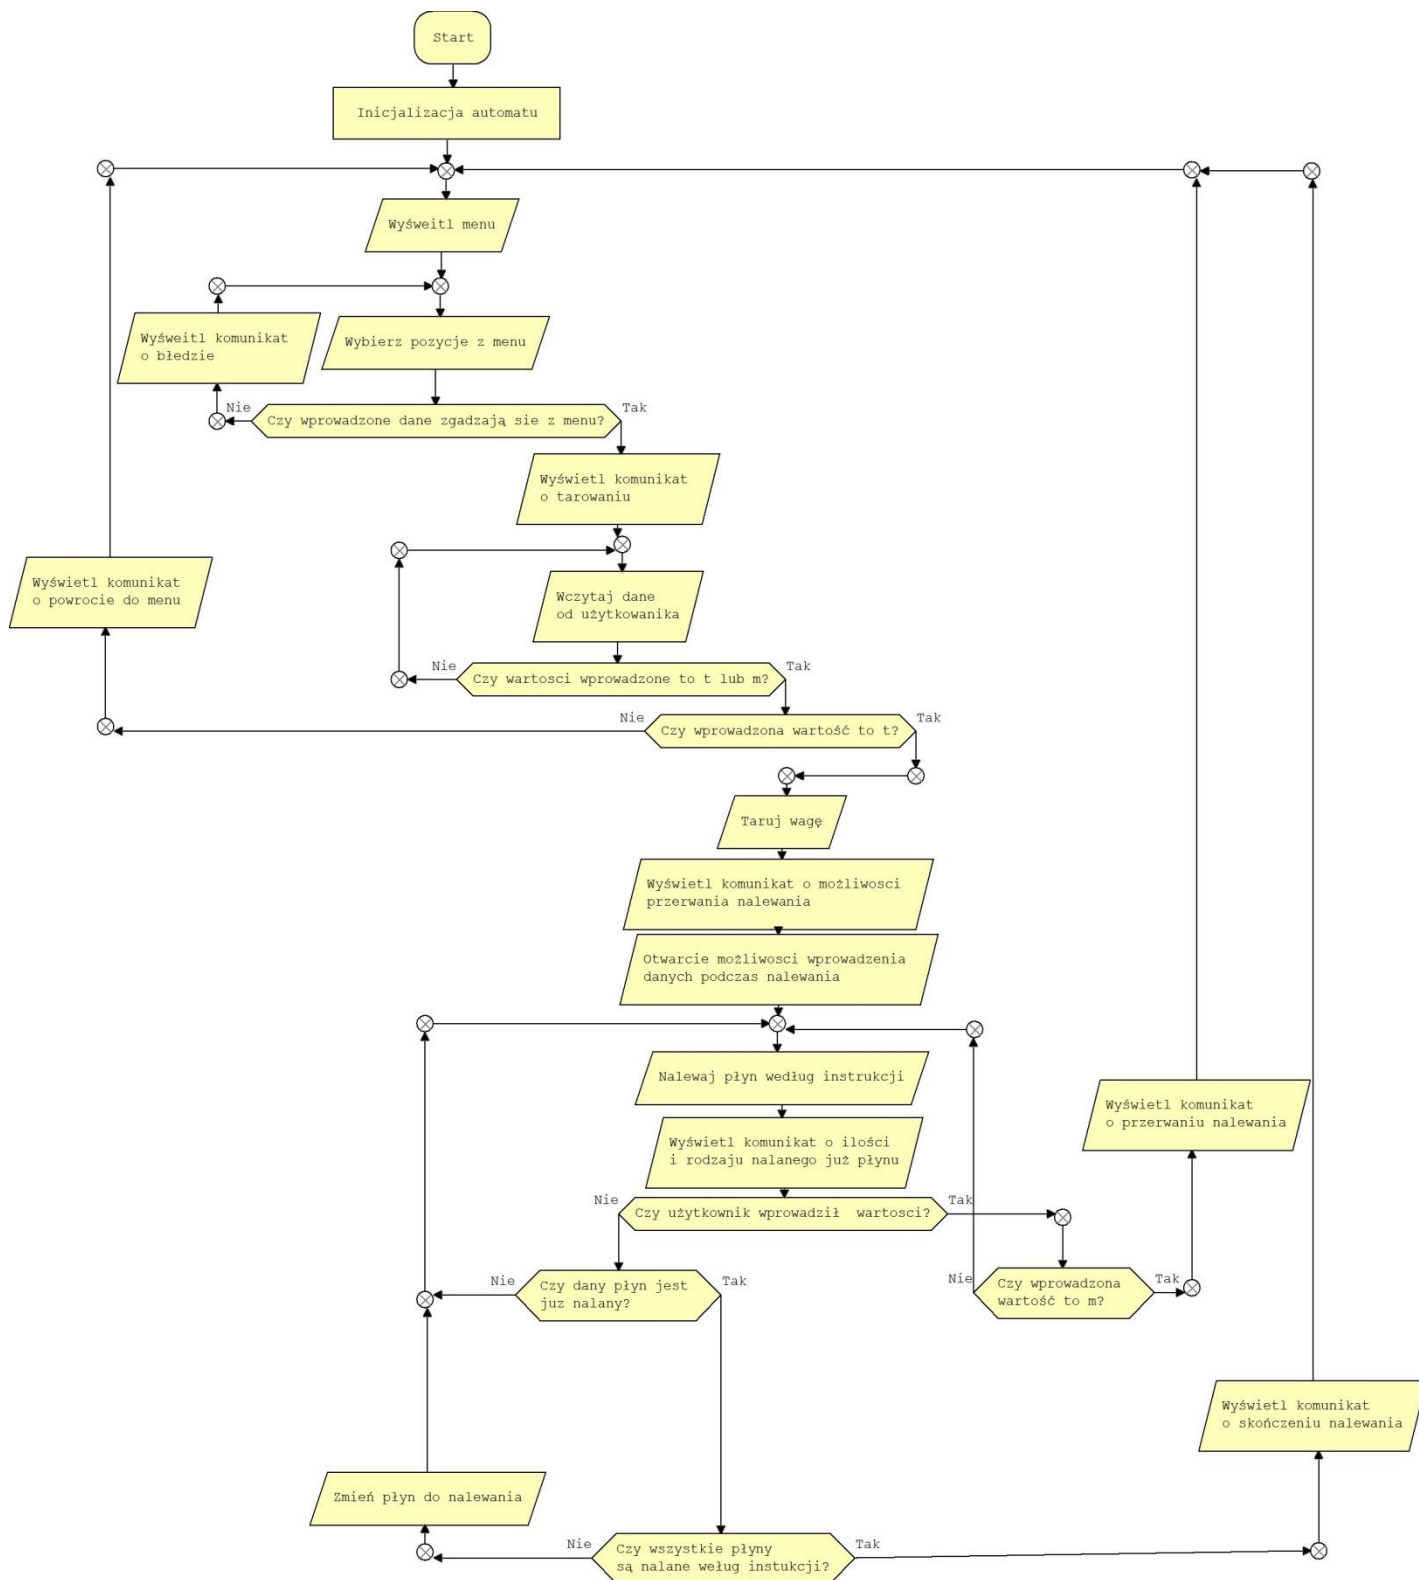 Start
Inicjalizacja automatu
Wyśweitl menu
Wyśweitl komunikat
o błedzie
Wybierz pozycje z menu
Nie
Czy wprowadzone dane zgadzają sie z menu?
Tak
Wyświetl komunikat
o tarowaniu
Wyświetl komunikat
o powrocie do menu
Wczytaj dane
od użytkowanika
Nie
Czy wartosci wprowadzone to t lub m?
Tak
Nie
Czy wprowadzona wartość to t?
Tak
Taruj wagę
Wyświetl komunikat o możliwosci
przerwania nalewania
Otwarcie możliwosci wprowadzenia
danych podczas nalewania
Nalewaj płyn według instrukcji
Wyświetl komunikat
o przerwaniu nalewania
Wyświetl komunikat o ilości
i rodzaju nalanego już płynu
Nie
Czy użytkownik wprowadził  wartosci?
Tak
Nie
Czy dany płyn jest
juz nalany?
Tak
Nie
Czy wprowadzona
wartość to m?
Tak
Wyświetl komunikat
o skończeniu nalewania
Zmień płyn do nalewania
Nie
Czy wszystkie płyny
są nalane weług instukcji?
Tak